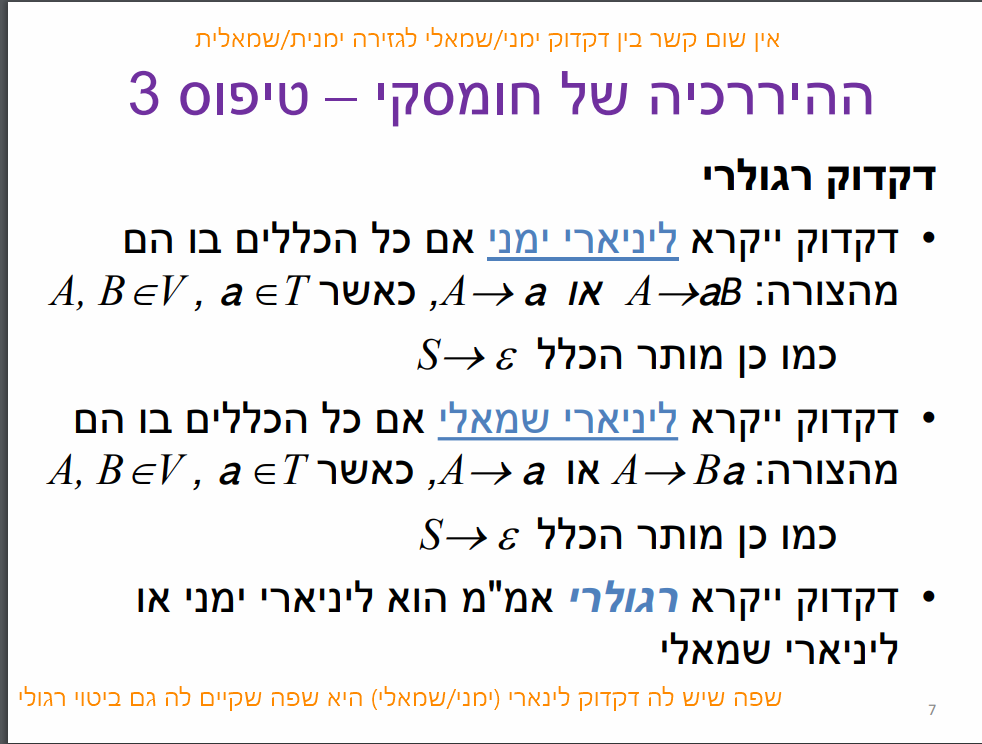 אין שום קשר בין דקדוק ימני/שמאלי לגזירה ימנית/שמאלית
ההיררכיה של חומסקי – טיפוס 3
דקדוק רגולרי
• דקדוק ייקרא ליניארי ימני אם כל הכללים בו הם
מהצורה: A→aB או A→ a, כאשר A, B∈V , a ∈T
כמו כן מותר הכלל S→ ε
• דקדוק ייקרא ליניארי שמאלי אם כל הכללים בו הם
מהצורה: A→ Ba או A→ a, כאשר A, B∈V , a ∈T
כמו כן מותר הכלל S→ ε
• דקדוק ייקרא רגולרי אמ"מ הוא ליניארי ימני או
ליניארי שמאלי
שפה שיש לה דקדוק לינארי (ימני/שמאלי) היא שפה שקיים לה גם ביטוי רגולי
7